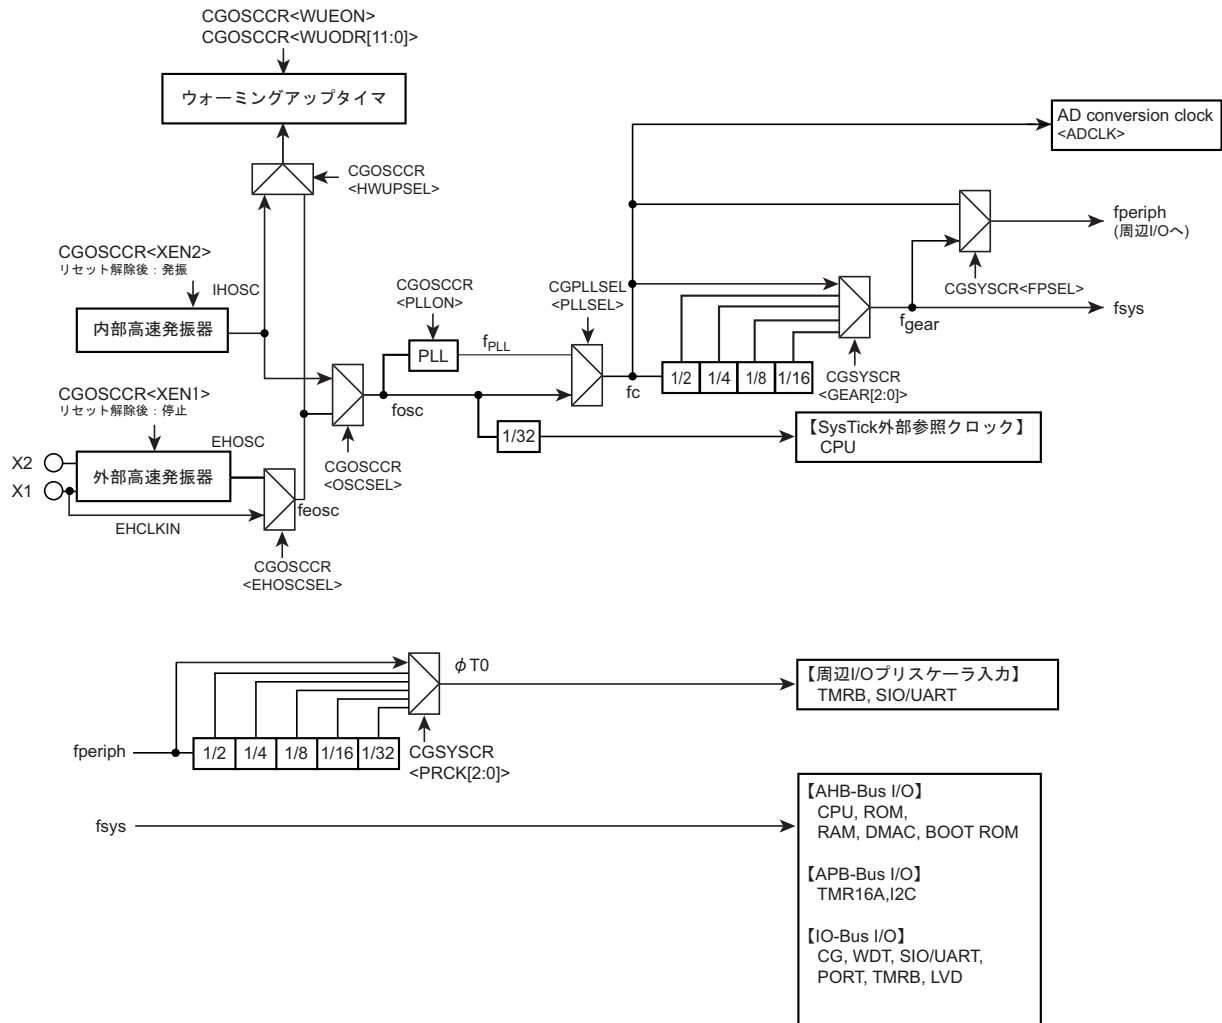 CGOSCCR<WUEON>
CGOSCCR<WUODR[11:0]>
ウォーミングアップタイマ
CGOSCCR
<HWUPSEL>
AD conversion clock
<ADCLK>
fperiph
(周辺I/Oへ)
CGSYSCR<FPSEL>
CGOSCCR<XEN2>
リセット解除後 : 発振
IHOSC
内部高速発振器
CGOSCCR
<PLLON>
CGPLLSEL
<PLLSEL>
fPLL
PLL
fgear
fsys
fosc
fc
1/2
1/4
1/8
1/16
CGSYSCR
<GEAR[2:0]>
CGOSCCR<XEN1>
リセット解除後 : 停止
EHOSC
1/32
【SysTick外部参照クロック】
CPU
X2
外部高速発振器
X1
CGOSCCR
<OSCSEL>
feosc
EHCLKIN
CGOSCCR
<EHOSCSEL>
φT0
【周辺I/Oプリスケーラ入力】
TMRB, SIO/UART
fperiph
1/2
1/4
1/8
1/16
1/32
CGSYSCR
<PRCK[2:0]>
fsys
【AHB-Bus I/O】
CPU, ROM,
RAM, DMAC, BOOT ROM
【APB-Bus I/O】
TMR16A,I2C
【IO-Bus I/O】
CG, WDT, SIO/UART,
PORT, TMRB, LVD